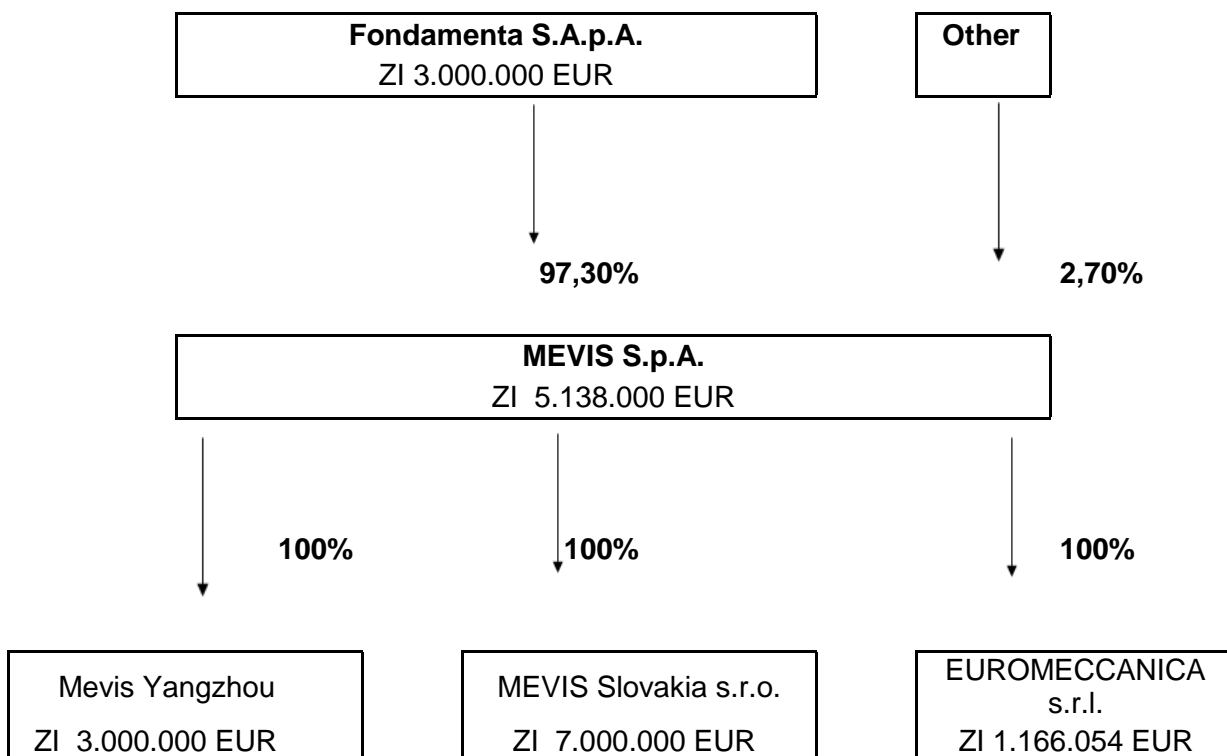 Fondamenta S.A.p.A.
ZI 3.000.000 EUR
Other
97,30%
2,70%
MEVIS S.p.A.
ZI 5.138.000 EUR
100%
100%
100%
Mevis Yangzhou
ZI 3.000.000 EUR
MEVIS Slovakia s.r.o.
ZI 7.000.000 EUR
EUROMECCANICA
s.r.l.
ZI 1.166.054 EUR